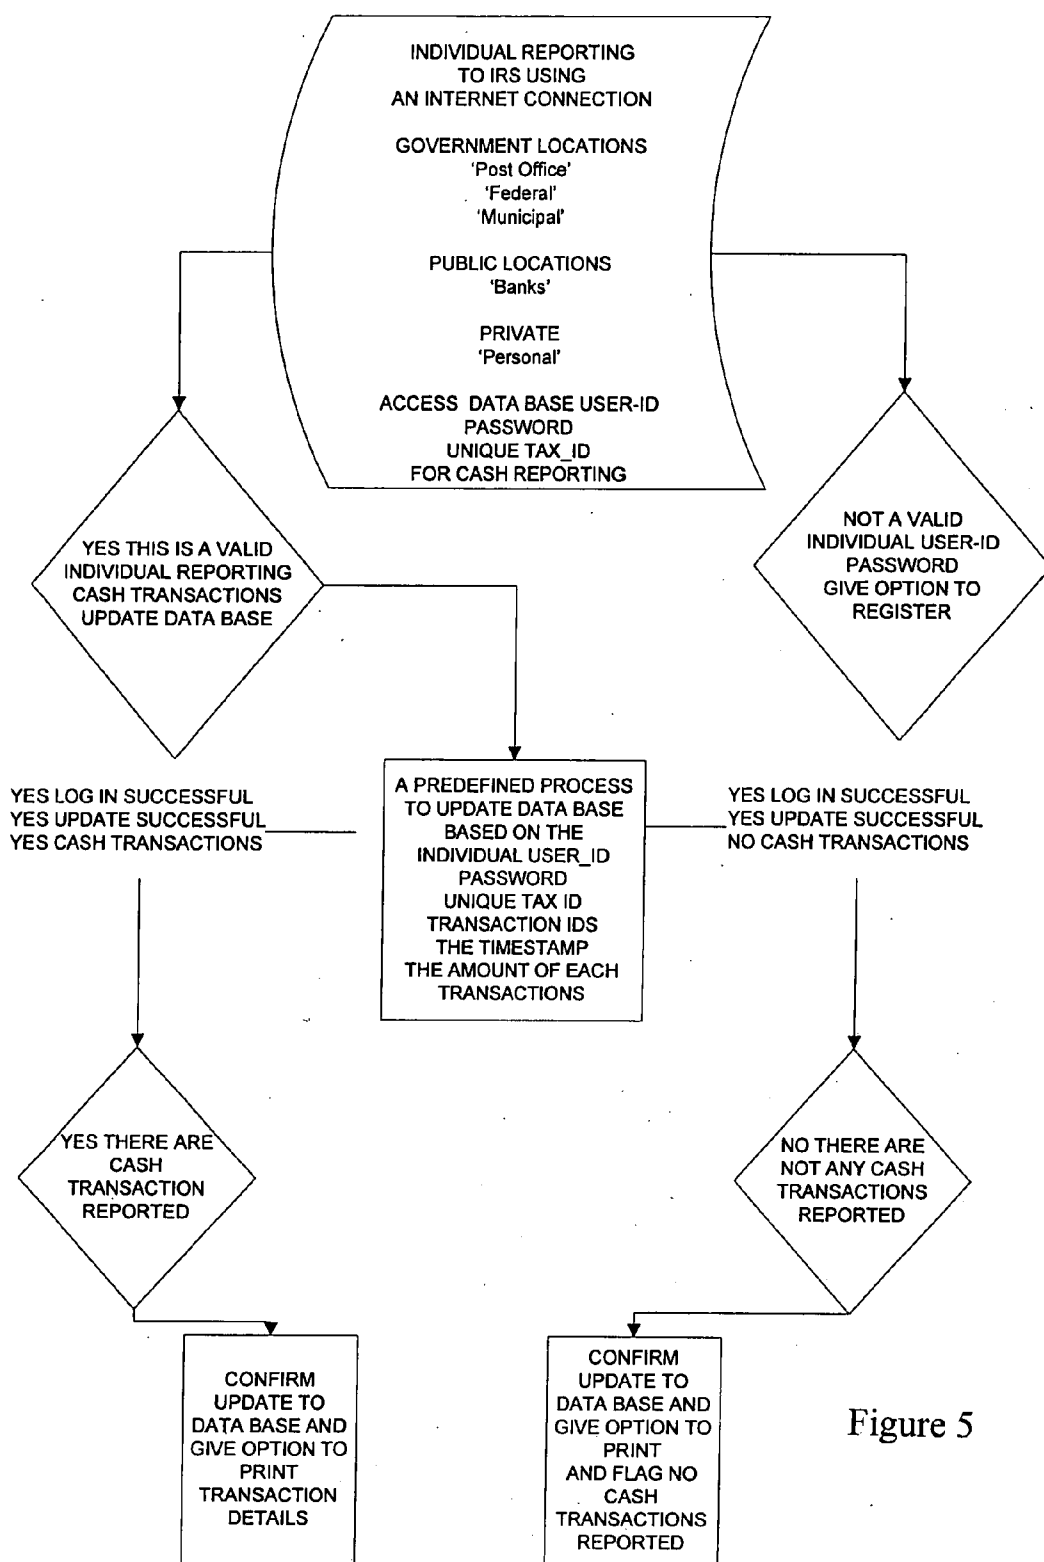 INDIVIDUAL REPORTING
TO IRS USING
AN INTERNET CONNECTION
GOVERNMENT LOCATIONS
'Post Office'
'Federal'
'Municipal'
PUBLIC LOCATIONS
'Banks'
PRIVATE
'Personal'
ACCESS DATA BASE USER-ID
PASSWORD
UNIQUE TAX_ID
FOR CASH REPORTING
YES THIS IS A VALID
INDIVIDUAL REPORTING
CASH TRANSACTIONS
UPDATE DATA BASE
NOT A VALID
INDIVIDUAL USER-ID
PASSWORD
GIVE OPTION TO
REGISTER
YES LOG IN SUCCESSFUL
YES UPDATE SUCCESSFUL
YES CASH TRANSACTIONS
A PREDEFINED PROCESS
TO UPDATE DATA BASE
BASED ON THE
INDIVIDUAL USER_ID
PASSWORD
UNIQUE TAX ID
TRANSACTION IDS
THE TIMESTAMP
THE AMOUNT OF EACH
TRANSACTIONS
YES LOG IN SUCCESSFUL
YES UPDATE SUCCESSFUL
NO CASH TRANSACTIONS
YES THERE ARE
CASH
TRANSACTION
REPORTED
NO THERE ARE
NOT ANY CASH
TRANSACTIONS
REPORTED
CONFIRM
UPDATE TO
DATA BASE AND
GIVE OPTION TO
PRINT
TRANSACTION
DETAILS
CONFIRM
UPDATE TO
DATA BASE AND
GIVE OPTION TO
PRINT
AND FLAG NO
CASH
TRANSACTIONS
REPORTED
Figure 5